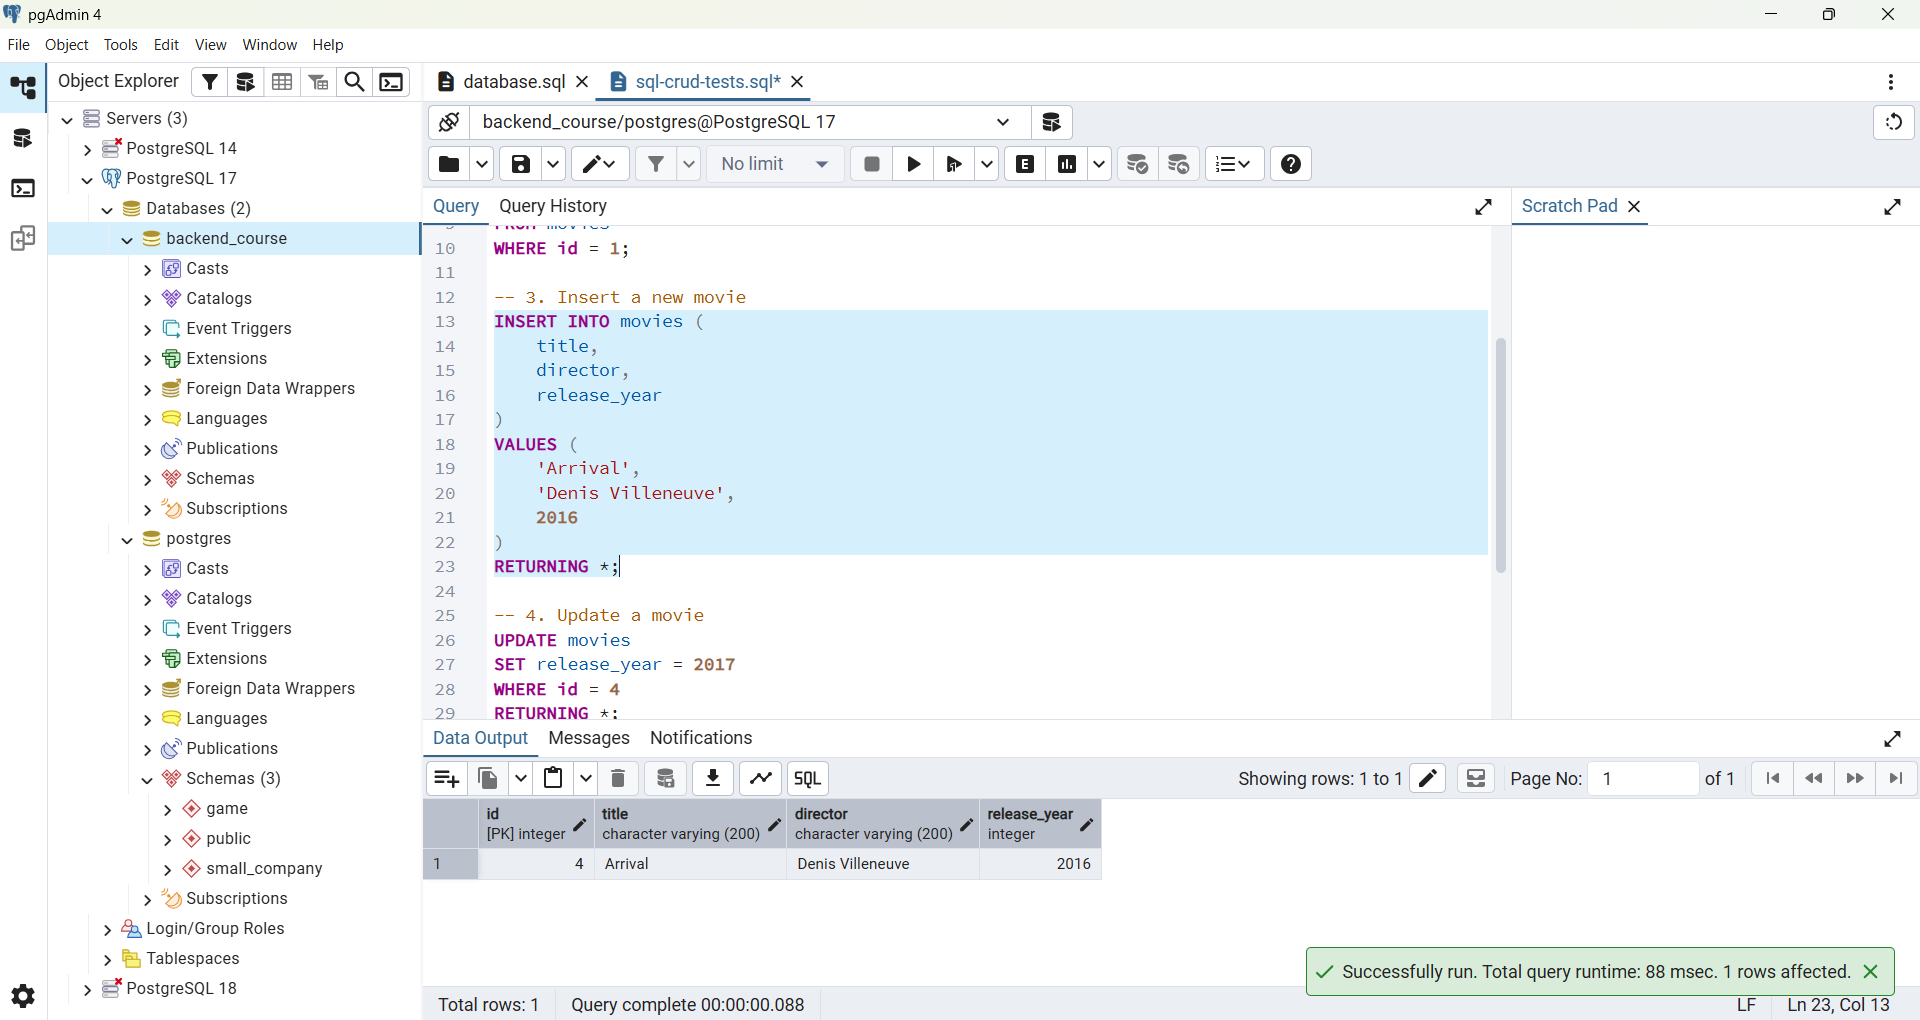 pgAdmin 4
File Object Tools Edit View Window Help
Object Explorer
database.sql
sql-crud-tests.sql*
Servers (3)
PostgreSQL 14
PostgreSQL 17
Databases (2)
backend_course
Casts
Catalogs
Event Triggers
Extensions
Foreign Data Wrappers
Languages
Publications
Schemas
Subscriptions
postgres
Casts
Catalogs
Event Triggers
Extensions
Foreign Data Wrappers
Languages
Publications
Schemas (3)
game
public
small_company
Subscriptions
Login/Group Roles
Tablespaces
PostgreSQL 18
backend_course/postgres@PostgreSQL 17
No limit
E
Query Query History
Scratch Pad
9 FROM movies
10 WHERE id = 1;
11
12 -- 3. Insert a new movie
13 INSERT INTO movies (
14 title,
15 director,
16 release_year
17 )
18 VALUES (
19 'Arrival',
20 'Denis Villeneuve',
21 2016
22 )
23 RETURNING *;
24
25 -- 4. Update a movie
26 UPDATE movies
27 SET release_year = 2017
28 WHERE id = 4
29 RETURNING *;
Data Output Messages Notifications
SQL
Showing rows: 1 to 1
Page No: 1 of 1
id [PK] integer
title character varying (200)
director character varying (200)
release_year integer
1 4 Arrival Denis Villeneuve 2016
Successfully run. Total query runtime: 88 msec. 1 rows affected.
Total rows: 1 Query complete 00:00:00.088 LF Ln 23, Col 13